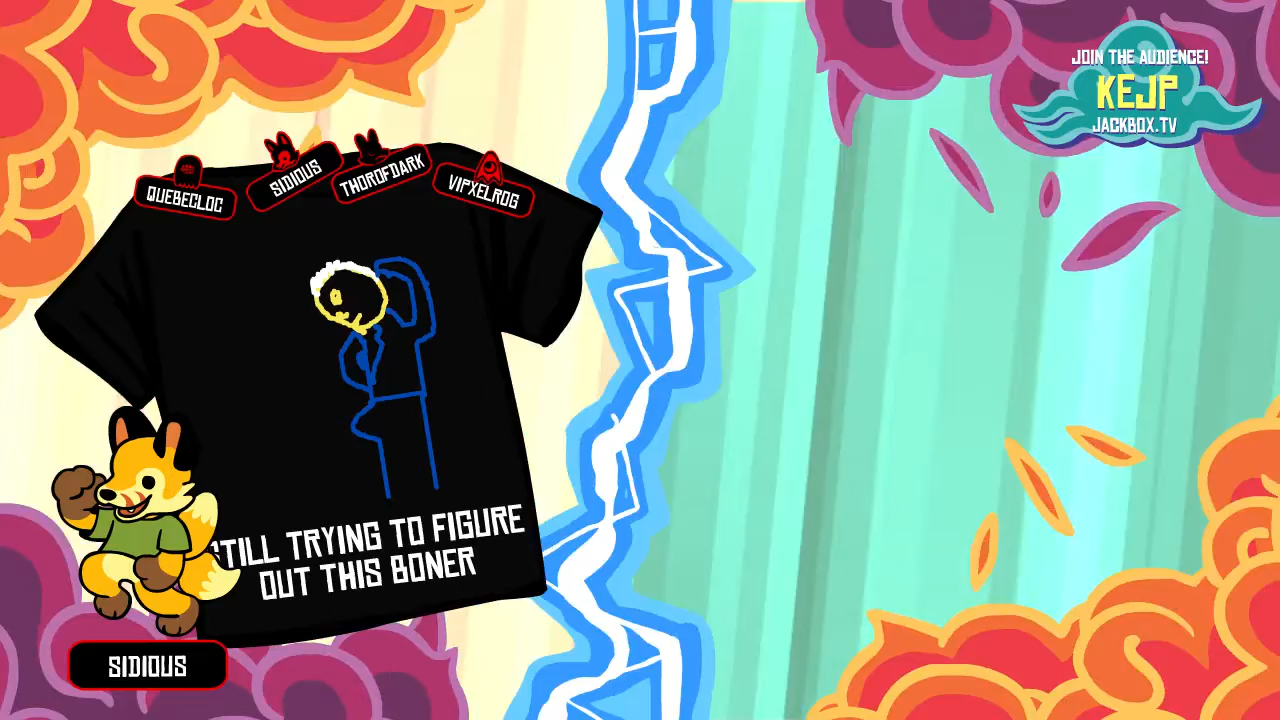 JOIN THE AUDIENCE!
KEJP
JACKBOX.TV
QUEBECLOC
SIDIOUS
THOROFDARK
VIPXELROG
STILL TRYING TO FIGURE
OUT THIS BONER
SIDIOUS